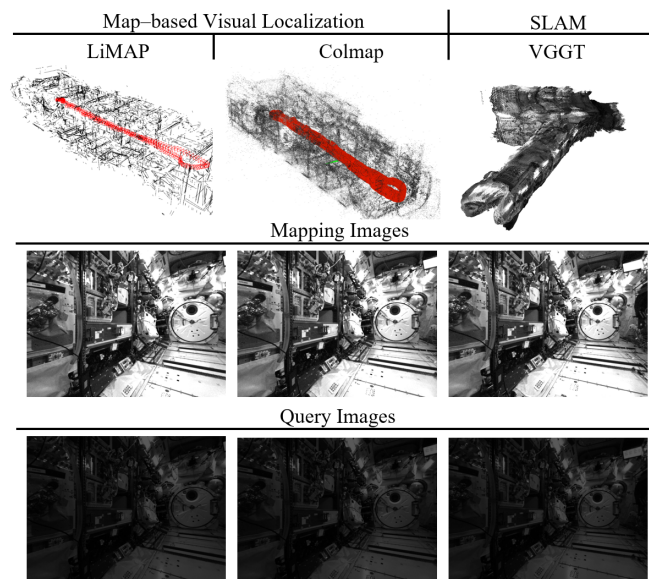 Map–based Visual Localization
SLAM
LiMAP
Colmap
VGGT
Mapping Images
Query Images